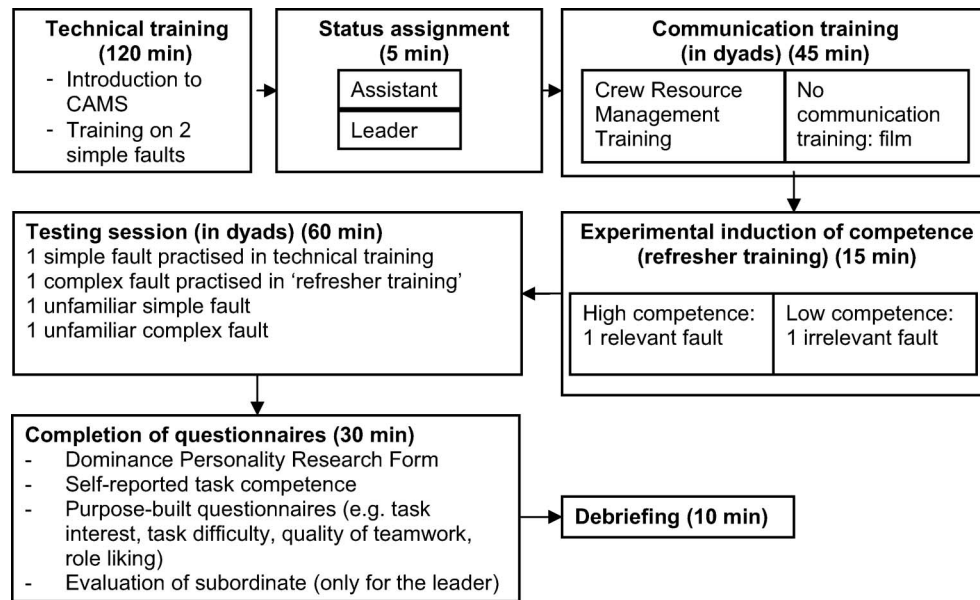 Technical training
(120 min)
- Introduction to
CAMS
- Training on 2
simple faults
Status assignment
(5 min)
Assistant
Leader
Communication training
(in dyads) (45 min)
Crew Resource
Management
Training
No
communication
training: film
Experimental induction of competence
(refresher training) (15 min)
High competence:
1 relevant fault
Low competence:
1 irrelevant fault
Testing session (in dyads) (60 min)
1 simple fault practised in technical training
1 complex fault practised in ‘refresher training’
1 unfamiliar simple fault
1 unfamiliar complex fault
Completion of questionnaires (30 min)
- Dominance Personality Research Form
- Self-reported task competence
- Purpose-built questionnaires (e.g. task
interest, task difficulty, quality of teamwork,
role liking)
- Evaluation of subordinate (only for the leader)
Debriefing (10 min)